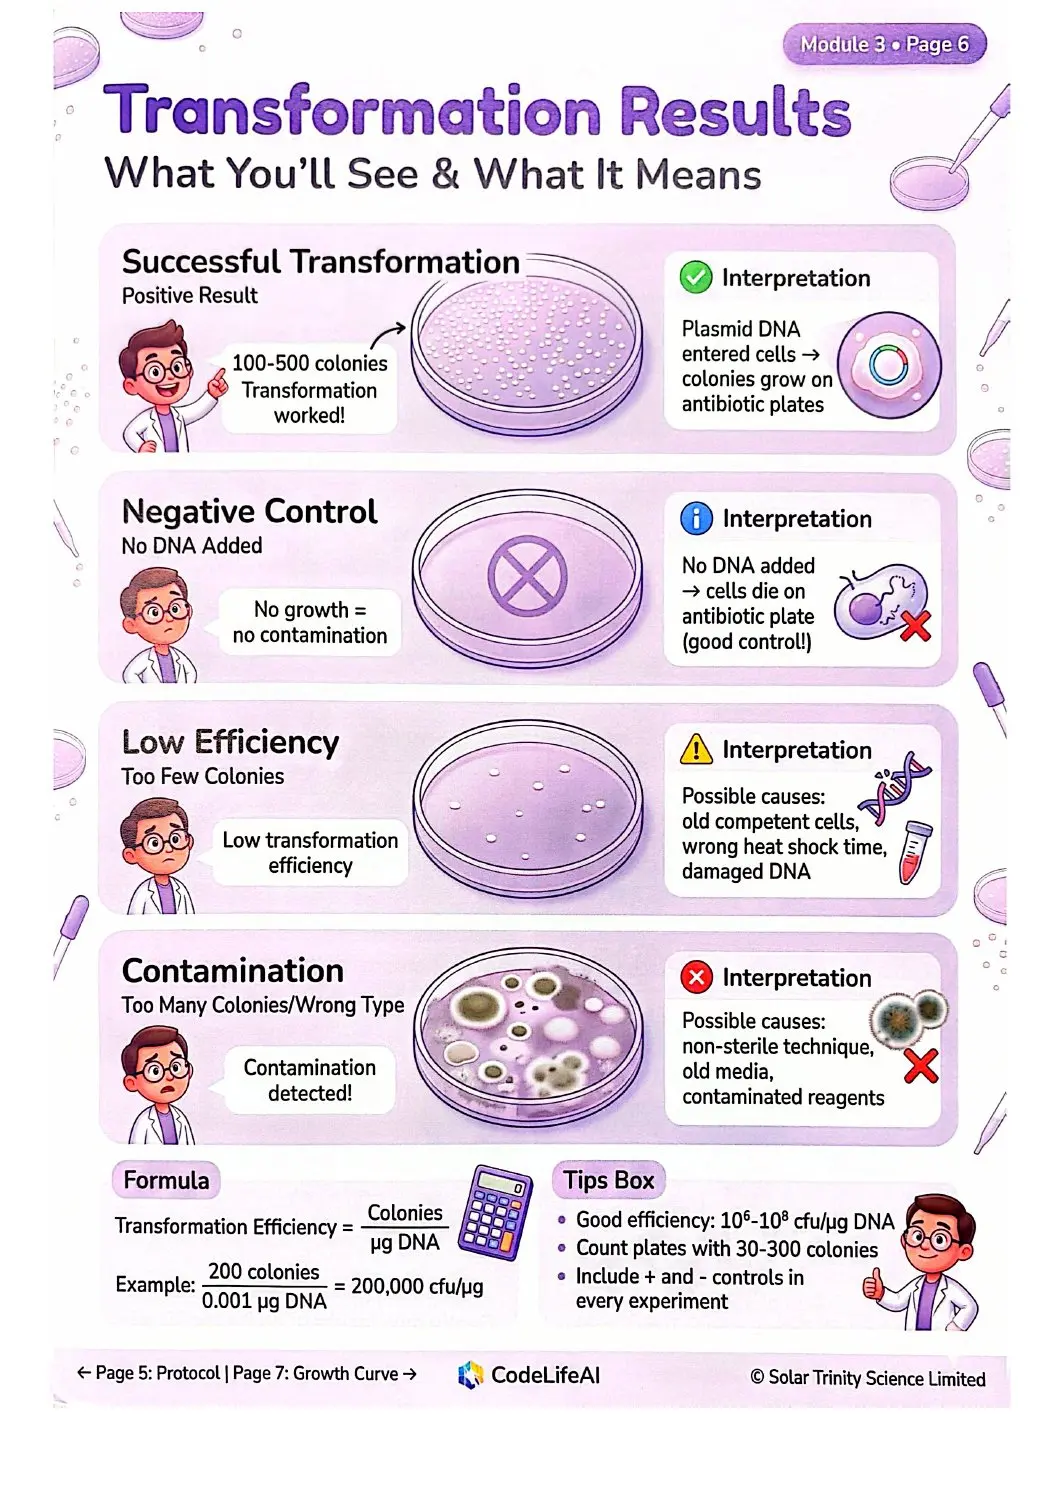 Module 3 • Page 6
Transformation Results
What You'll See & What It Means
Successful Transformation
Positive Result
100-500 colonies
Transformation
worked!
Interpretation
Plasmid DNA
entered cells →
colonies grow on
antibiotic plates
Negative Control
No DNA Added
No growth =
no contamination
Interpretation
No DNA added
→ cells die on
antibiotic plate
(good control!)
Low Efficiency
Too Few Colonies
Low transformation
efficiency
Interpretation
Possible causes:
old competent cells,
wrong heat shock time,
damaged DNA
Contamination
Too Many Colonies/Wrong Type
Contamination
detected!
Interpretation
Possible causes:
non-sterile technique,
old media,
contaminated reagents
Formula
Transformation Efficiency = Colonies / µg DNA
Example: 200 colonies / 0.001 µg DNA = 200,000 cfu/µg
0
Tips Box
• Good efficiency: 10⁶-10⁸ cfu/µg DNA
• Count plates with 30-300 colonies
• Include + and - controls in
every experiment
← Page 5: Protocol | Page 7: Growth Curve →
CodeLifeAI
© Solar Trinity Science Limited